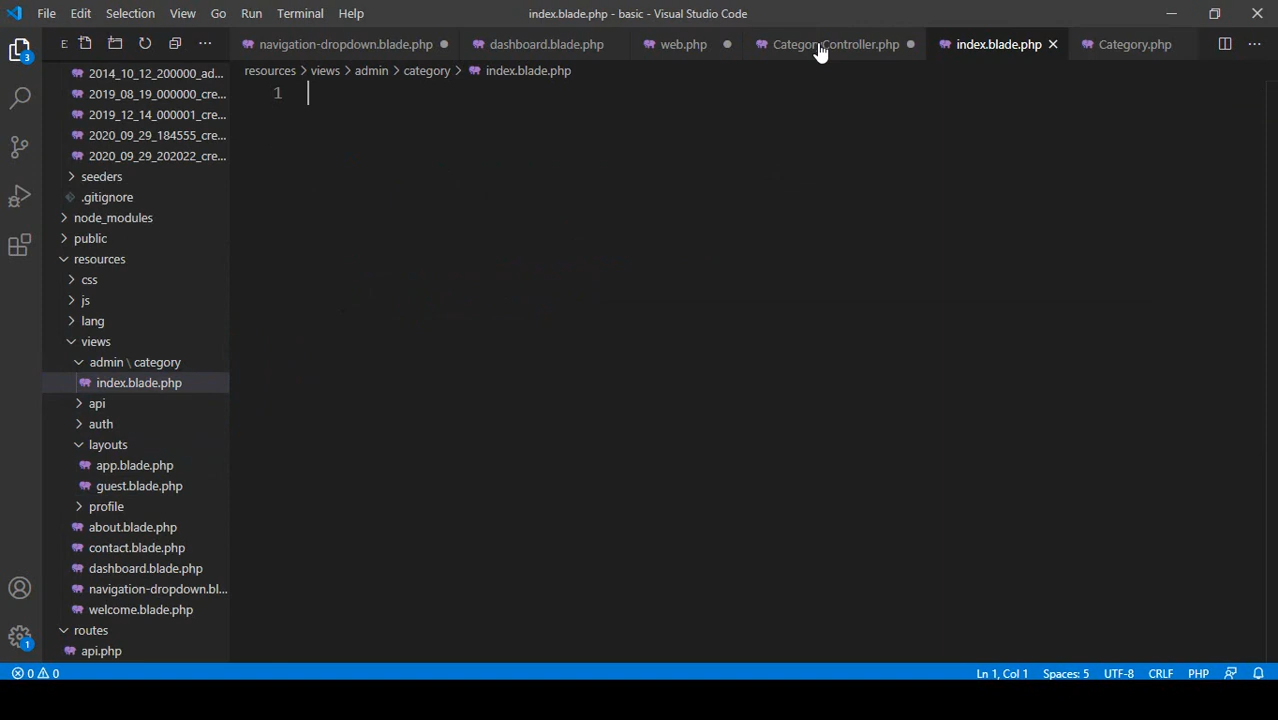 File Edit Selection View Go Run Terminal Help index.blade.php - basic - Visual Studio Code
E navigation-dropdown.blade.php dashboard.blade.php web.php CategoryController.php index.blade.php Category.php
resources > views > admin > category > index.blade.php
1
2014_10_12_200000_ad...
2019_08_19_000000_cre...
2019_12_14_000001_cre...
2020_09_29_184555_cre...
2020_09_29_202022_cre...
seeders
.gitignore
node_modules
public
resources
css
js
lang
views
admin \ category
index.blade.php
api
auth
layouts
app.blade.php
guest.blade.php
profile
about.blade.php
contact.blade.php
dashboard.blade.php
navigation-dropdown.bl...
welcome.blade.php
routes
api.php
3
1
0 0 Ln 1, Col 1 Spaces: 5 UTF-8 CRLF PHP